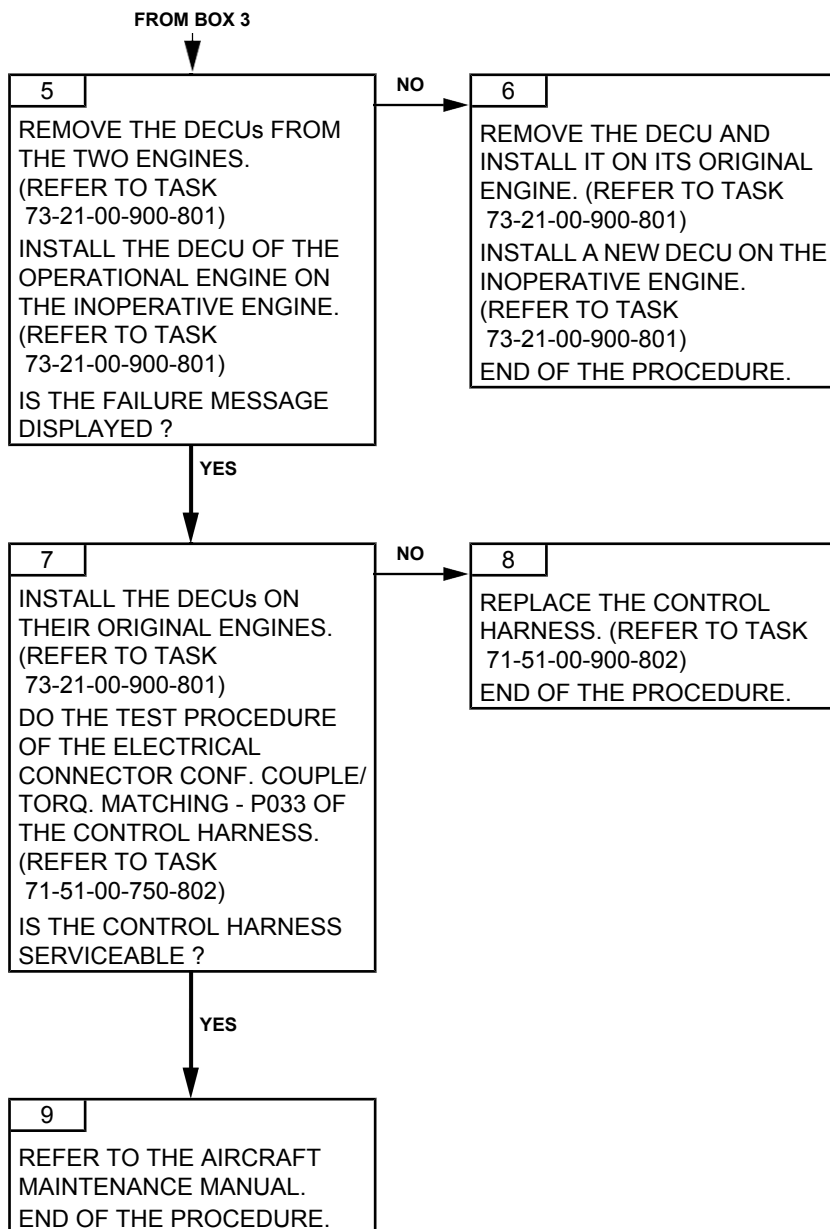 FROM BOX 3
5
REMOVE THE DECUs FROM
THE TWO ENGINES.
(REFER TO TASK
73-21-00-900-801)
INSTALL THE DECU OF THE
OPERATIONAL ENGINE ON
THE INOPERATIVE ENGINE.
(REFER TO TASK
73-21-00-900-801)
IS THE FAILURE MESSAGE
DISPLAYED ?
NO
6
REMOVE THE DECU AND
INSTALL IT ON ITS ORIGINAL
ENGINE. (REFER TO TASK
73-21-00-900-801)
INSTALL A NEW DECU ON THE
INOPERATIVE ENGINE.
(REFER TO TASK
73-21-00-900-801)
END OF THE PROCEDURE.
YES
7
INSTALL THE DECUs ON
THEIR ORIGINAL ENGINES.
(REFER TO TASK
73-21-00-900-801)
DO THE TEST PROCEDURE
OF THE ELECTRICAL
CONNECTOR CONF. COUPLE/
TORQ. MATCHING - P033 OF
THE CONTROL HARNESS.
(REFER TO TASK
71-51-00-750-802)
IS THE CONTROL HARNESS
SERVICEABLE ?
NO
8
REPLACE THE CONTROL
HARNESS. (REFER TO TASK
71-51-00-900-802)
END OF THE PROCEDURE.
YES
9
REFER TO THE AIRCRAFT
MAINTENANCE MANUAL.
END OF THE PROCEDURE.